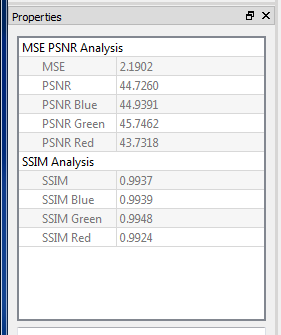 Properties
MSE PSNR Analysis
MSE 2.1902
PSNR 44.7260
PSNR Blue 44.9391
PSNR Green 45.7462
PSNR Red 43.7318
SSIM Analysis
SSIM 0.9937
SSIM Blue 0.9939
SSIM Green 0.9948
SSIM Red 0.9924